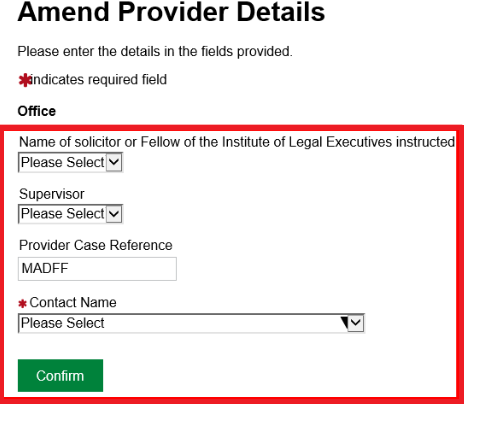 Amend Provider Details
Please enter the details in the fields provided.
*indicates required field
Office
Name of solicitor or Fellow of the Institute of Legal Executives instructed
Please Select
Supervisor
Please Select
Provider Case Reference
MADFF
* Contact Name
Please Select
Confirm